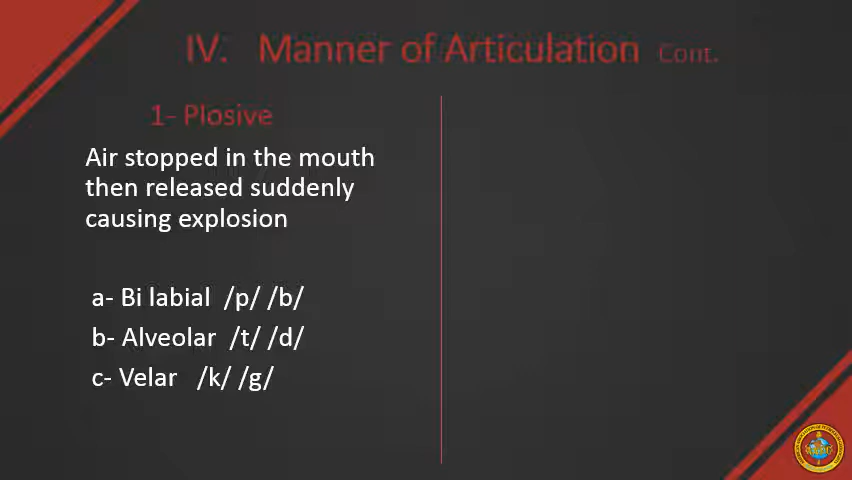 IV. Manner of Articulation Cont.
1- Plosive
Air stopped in the mouth
then released suddenly
causing explosion
a- Bi labial /p/ /b/
b- Alveolar /t/ /d/
c- Velar /k/ /g/